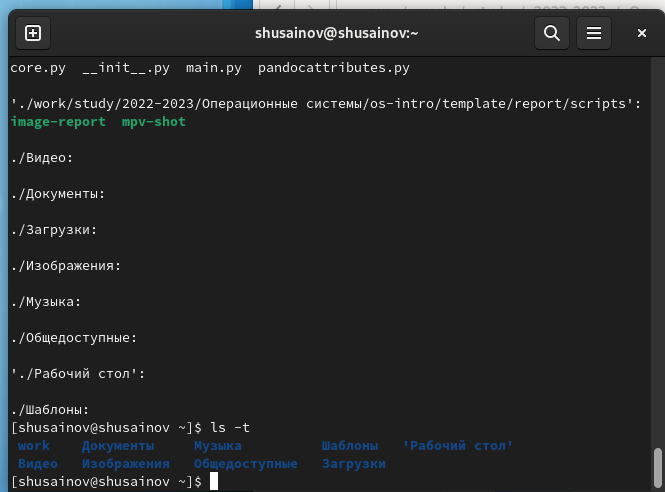 shusainov@shusainov:~
core.py  __init__.py  main.py  pandocattributes.py
'./work/study/2022-2023/Операционные системы/os-intro/template/report/scripts':
image-report  mpv-shot
./Видео:
./Документы:
./Загрузки:
./Изображения:
./Музыка:
./Общедоступные:
'./Рабочий стол':
./Шаблоны:
[shusainov@shusainov ~]$ ls -t
work    Документы     Музыка          Шаблоны   'Рабочий стол'
Видео   Изображения   Общедоступные   Загрузки
[shusainov@shusainov ~]$